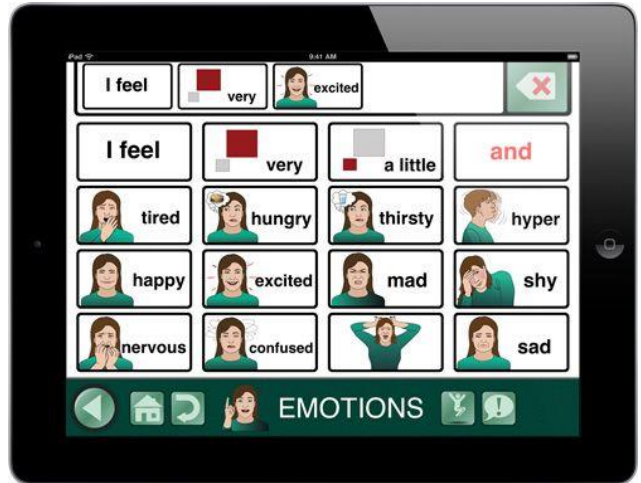 iPad 9:41 AM
I feel very excited
I feel very a little and
tired hungry thirsty hyper
happy excited mad shy
nervous confused sad
EMOTIONS